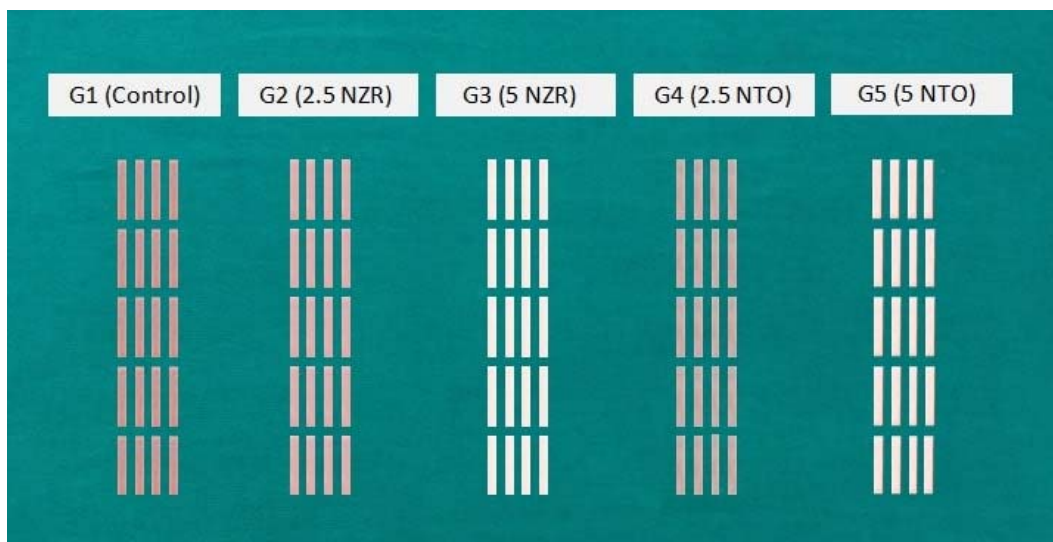 G1 (Control)
G2 (2.5 NZR)
G3 (5 NZR)
G4 (2.5 NTO)
G5 (5 NTO)